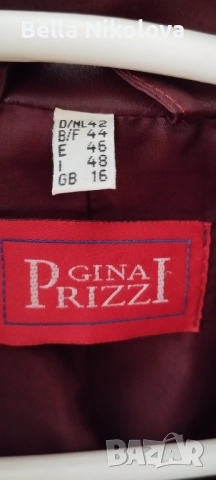 Bella Nikolova
D/NL 42
B/F 44
E 46
I 48
GB 16
GINA
PRIZZI
BAZAR